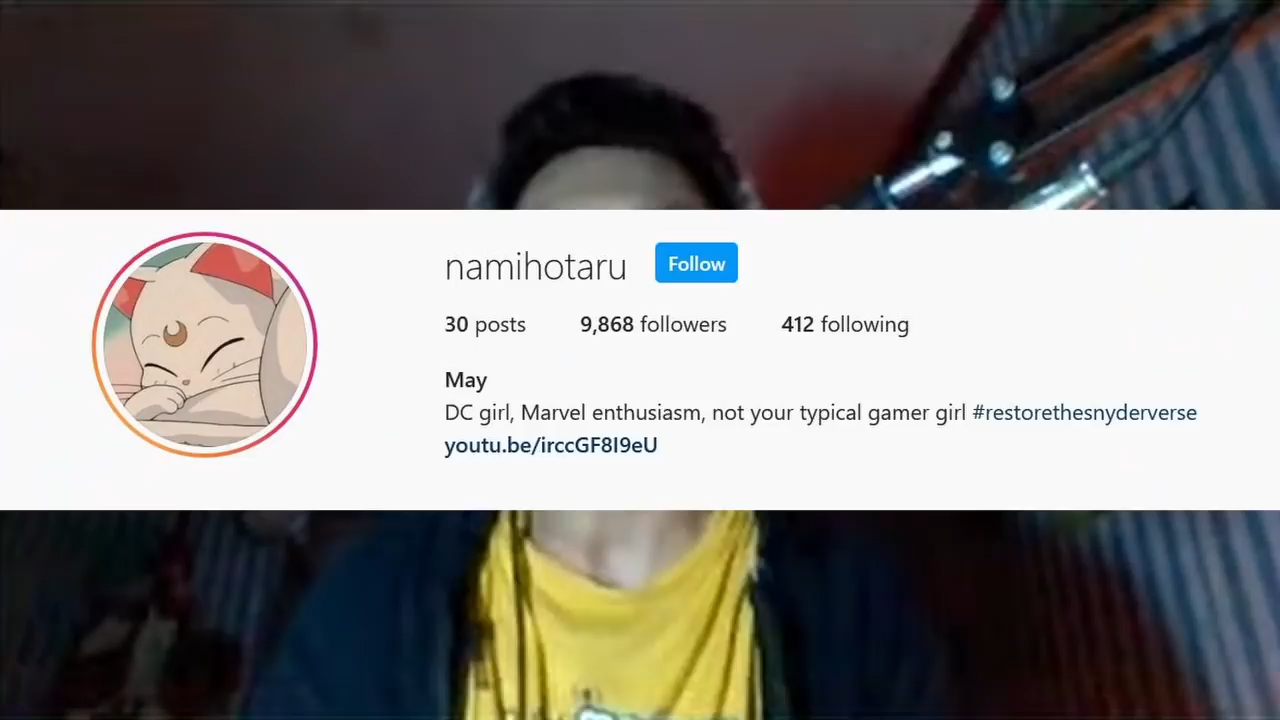 namihotaru Follow
30 posts 9,868 followers 412 following
May
DC girl, Marvel enthusiasm, not your typical gamer girl #restorethesnyderverse
youtu.be/irccGF8I9eU